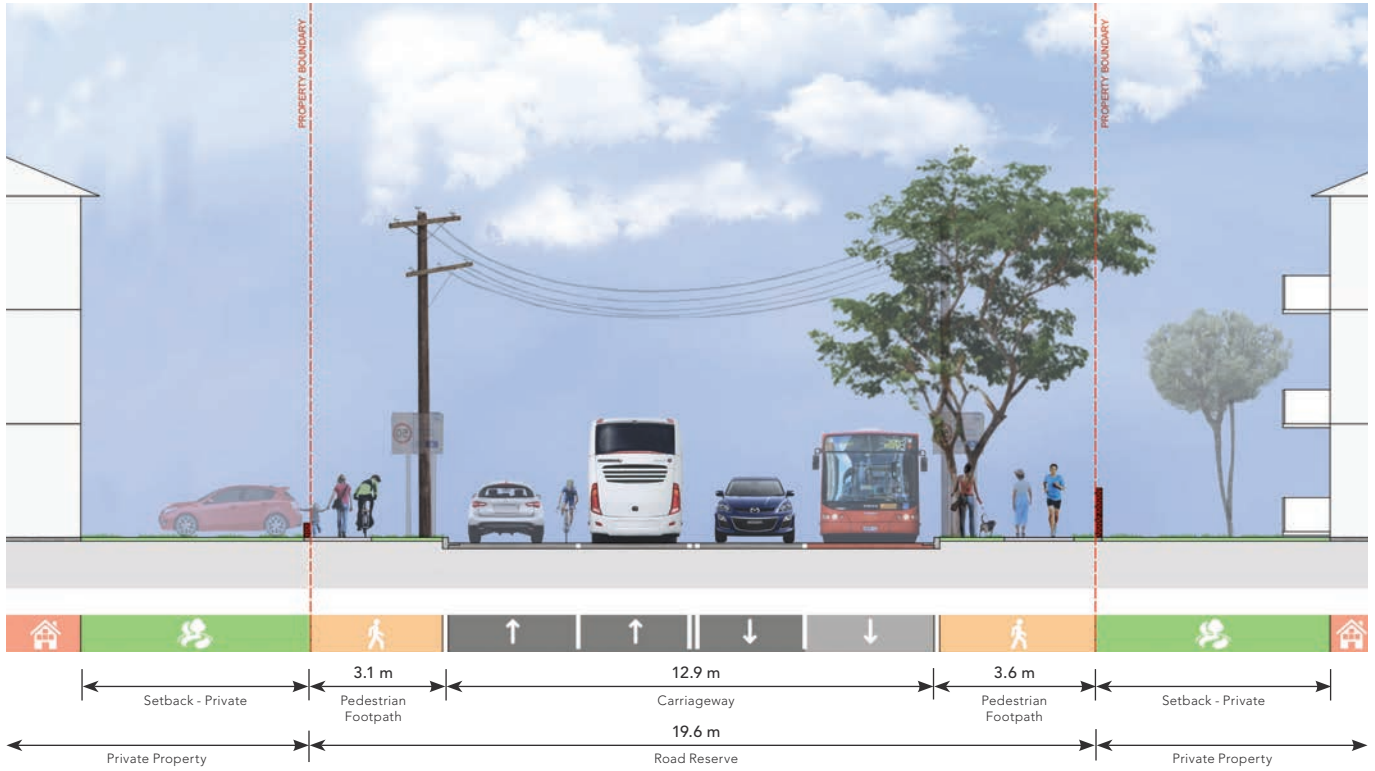 PROPERTY BOUNDARY
PROPERTY BOUNDARY
3.1 m
12.9 m
3.6 m
Setback - Private
Pedestrian
Footpath
Carriageway
Pedestrian
Footpath
Setback - Private
19.6 m
Private Property
Road Reserve
Private Property